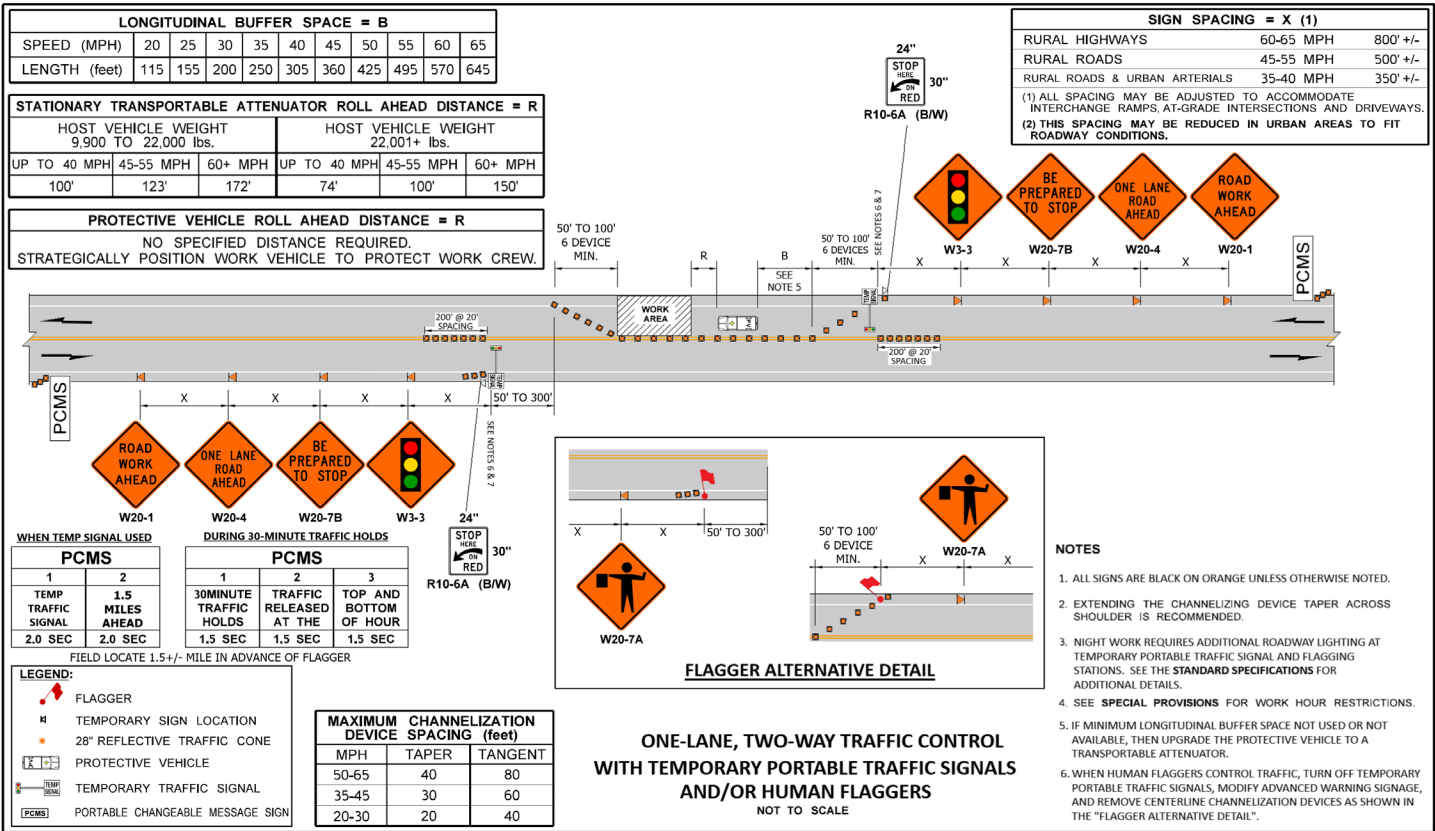 LONGITUDINAL BUFFER SPACE = B
SPEED (MPH) 20 25 30 35 40 45 50 55 60 65
LENGTH (feet) 115 155 200 250 305 360 425 495 570 645
STATIONARY TRANSPORTABLE ATTENUATOR ROLL AHEAD DISTANCE = R
HOST VEHICLE WEIGHT HOST VEHICLE WEIGHT
9,900 TO 22,000 lbs. 22,001+ lbs.
UP TO 40 MPH 45-55 MPH 60+ MPH UP TO 40 MPH 45-55 MPH 60+ MPH
100' 123' 172' 74' 100' 150'
PROTECTIVE VEHICLE ROLL AHEAD DISTANCE = R
NO SPECIFIED DISTANCE REQUIRED.
STRATEGICALLY POSITION WORK VEHICLE TO PROTECT WORK CREW.
SIGN SPACING = X (1)
RURAL HIGHWAYS 60-65 MPH 800' +/-
RURAL ROADS 45-55 MPH 500' +/-
RURAL ROADS & URBAN ARTERIALS 35-40 MPH 350' +/-
(1) ALL SPACING MAY BE ADJUSTED TO ACCOMMODATE
INTERCHANGE RAMPS, AT-GRADE INTERSECTIONS AND DRIVEWAYS.
(2) THIS SPACING MAY BE REDUCED IN URBAN AREAS TO FIT
ROADWAY CONDITIONS.
24"
STOP
HERE
ON
RED
30"
R10-6A (B/W)
W3-3
BE
PREPARED
TO STOP
W20-7B
ONE LANE
ROAD
AHEAD
W20-4
ROAD
WORK
AHEAD
W20-1
PCMS
50' TO 100'
6 DEVICE
MIN.
R
B
SEE
NOTE 5
50' TO 100'
6 DEVICES
MIN.
SEE NOTES 6 & 7
X X X X
WORK
AREA
PV
TEMP
SIGNAL
200' @ 20'
SPACING
200' @ 20'
SPACING
TEMP
SIGNAL
PCMS
X X X X 50' TO 300'
SEE NOTES 6 & 7
ROAD
WORK
AHEAD
W20-1
ONE LANE
ROAD
AHEAD
W20-4
BE
PREPARED
TO STOP
W20-7B
W3-3
24"
STOP
HERE
ON
RED
30"
R10-6A (B/W)
WHEN TEMP SIGNAL USED
PCMS
1 2
TEMP
TRAFFIC
SIGNAL
1.5
MILES
AHEAD
2.0 SEC 2.0 SEC
DURING 30-MINUTE TRAFFIC HOLDS
PCMS
1 2 3
30MINUTE
TRAFFIC
HOLDS
TRAFFIC
RELEASED
AT THE
TOP AND
BOTTOM
OF HOUR
1.5 SEC 1.5 SEC 1.5 SEC
FIELD LOCATE 1.5+/- MILE IN ADVANCE OF FLAGGER
LEGEND:
FLAGGER
TEMPORARY SIGN LOCATION
28" REFLECTIVE TRAFFIC CONE
PV
PROTECTIVE VEHICLE
TEMP
SIGNAL
TEMPORARY TRAFFIC SIGNAL
PCMS
PORTABLE CHANGEABLE MESSAGE SIGN
MAXIMUM CHANNELIZATION
DEVICE SPACING (feet)
MPH TAPER TANGENT
50-65 40 80
35-45 30 60
20-30 20 40
X X 50' TO 300'
W20-7A
50' TO 100'
6 DEVICE
MIN.
W20-7A
X X
FLAGGER ALTERNATIVE DETAIL
ONE-LANE, TWO-WAY TRAFFIC CONTROL
WITH TEMPORARY PORTABLE TRAFFIC SIGNALS
AND/OR HUMAN FLAGGERS
NOT TO SCALE
NOTES
1. ALL SIGNS ARE BLACK ON ORANGE UNLESS OTHERWISE NOTED.
2. EXTENDING THE CHANNELIZING DEVICE TAPER ACROSS
SHOULDER IS RECOMMENDED.
3. NIGHT WORK REQUIRES ADDITIONAL ROADWAY LIGHTING AT
TEMPORARY PORTABLE TRAFFIC SIGNAL AND FLAGGING
STATIONS. SEE THE STANDARD SPECIFICATIONS FOR
ADDITIONAL DETAILS.
4. SEE SPECIAL PROVISIONS FOR WORK HOUR RESTRICTIONS.
5. IF MINIMUM LONGITUDINAL BUFFER SPACE NOT USED OR NOT
AVAILABLE, THEN UPGRADE THE PROTECTIVE VEHICLE TO A
TRANSPORTABLE ATTENUATOR.
6. WHEN HUMAN FLAGGERS CONTROL TRAFFIC, TURN OFF TEMPORARY
PORTABLE TRAFFIC SIGNALS, MODIFY ADVANCED WARNING SIGNAGE,
AND REMOVE CENTERLINE CHANNELIZATION DEVICES AS SHOWN IN
THE "FLAGGER ALTERNATIVE DETAIL".